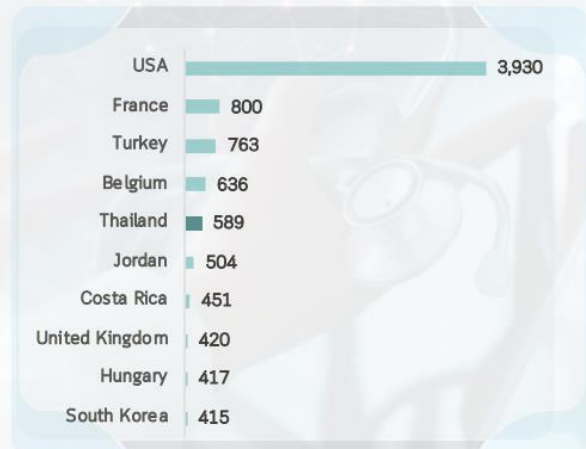 USA 3,930
France 800
Turkey 763
Belgium 636
Thailand 589
Jordan 504
Costa Rica 451
United Kingdom 420
Hungary 417
South Korea 415